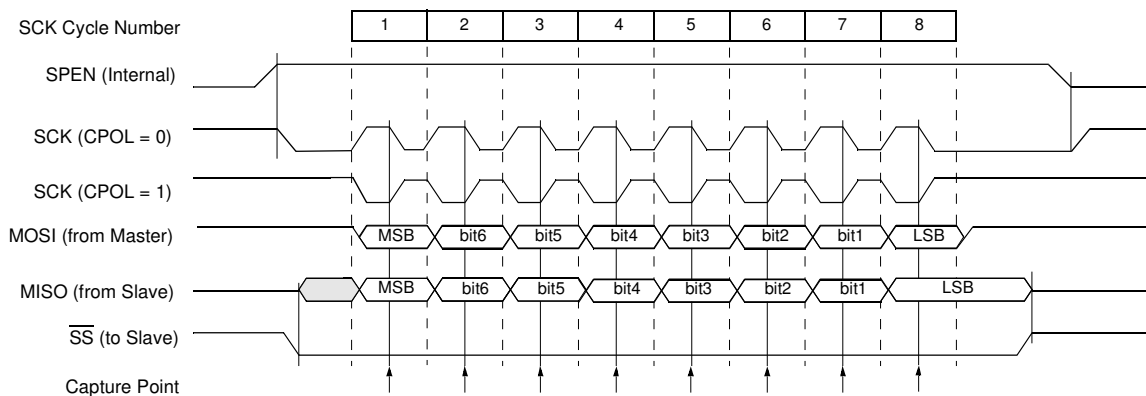 SCK Cycle Number 1 2 3 4 5 6 7 8
SPEN (Internal)
SCK (CPOL = 0)
SCK (CPOL = 1)
MOSI (from Master) MSB bit6 bit5 bit4 bit3 bit2 bit1 LSB
MISO (from Slave) MSB bit6 bit5 bit4 bit3 bit2 bit1 LSB
S̅S̅ (to Slave)
Capture Point